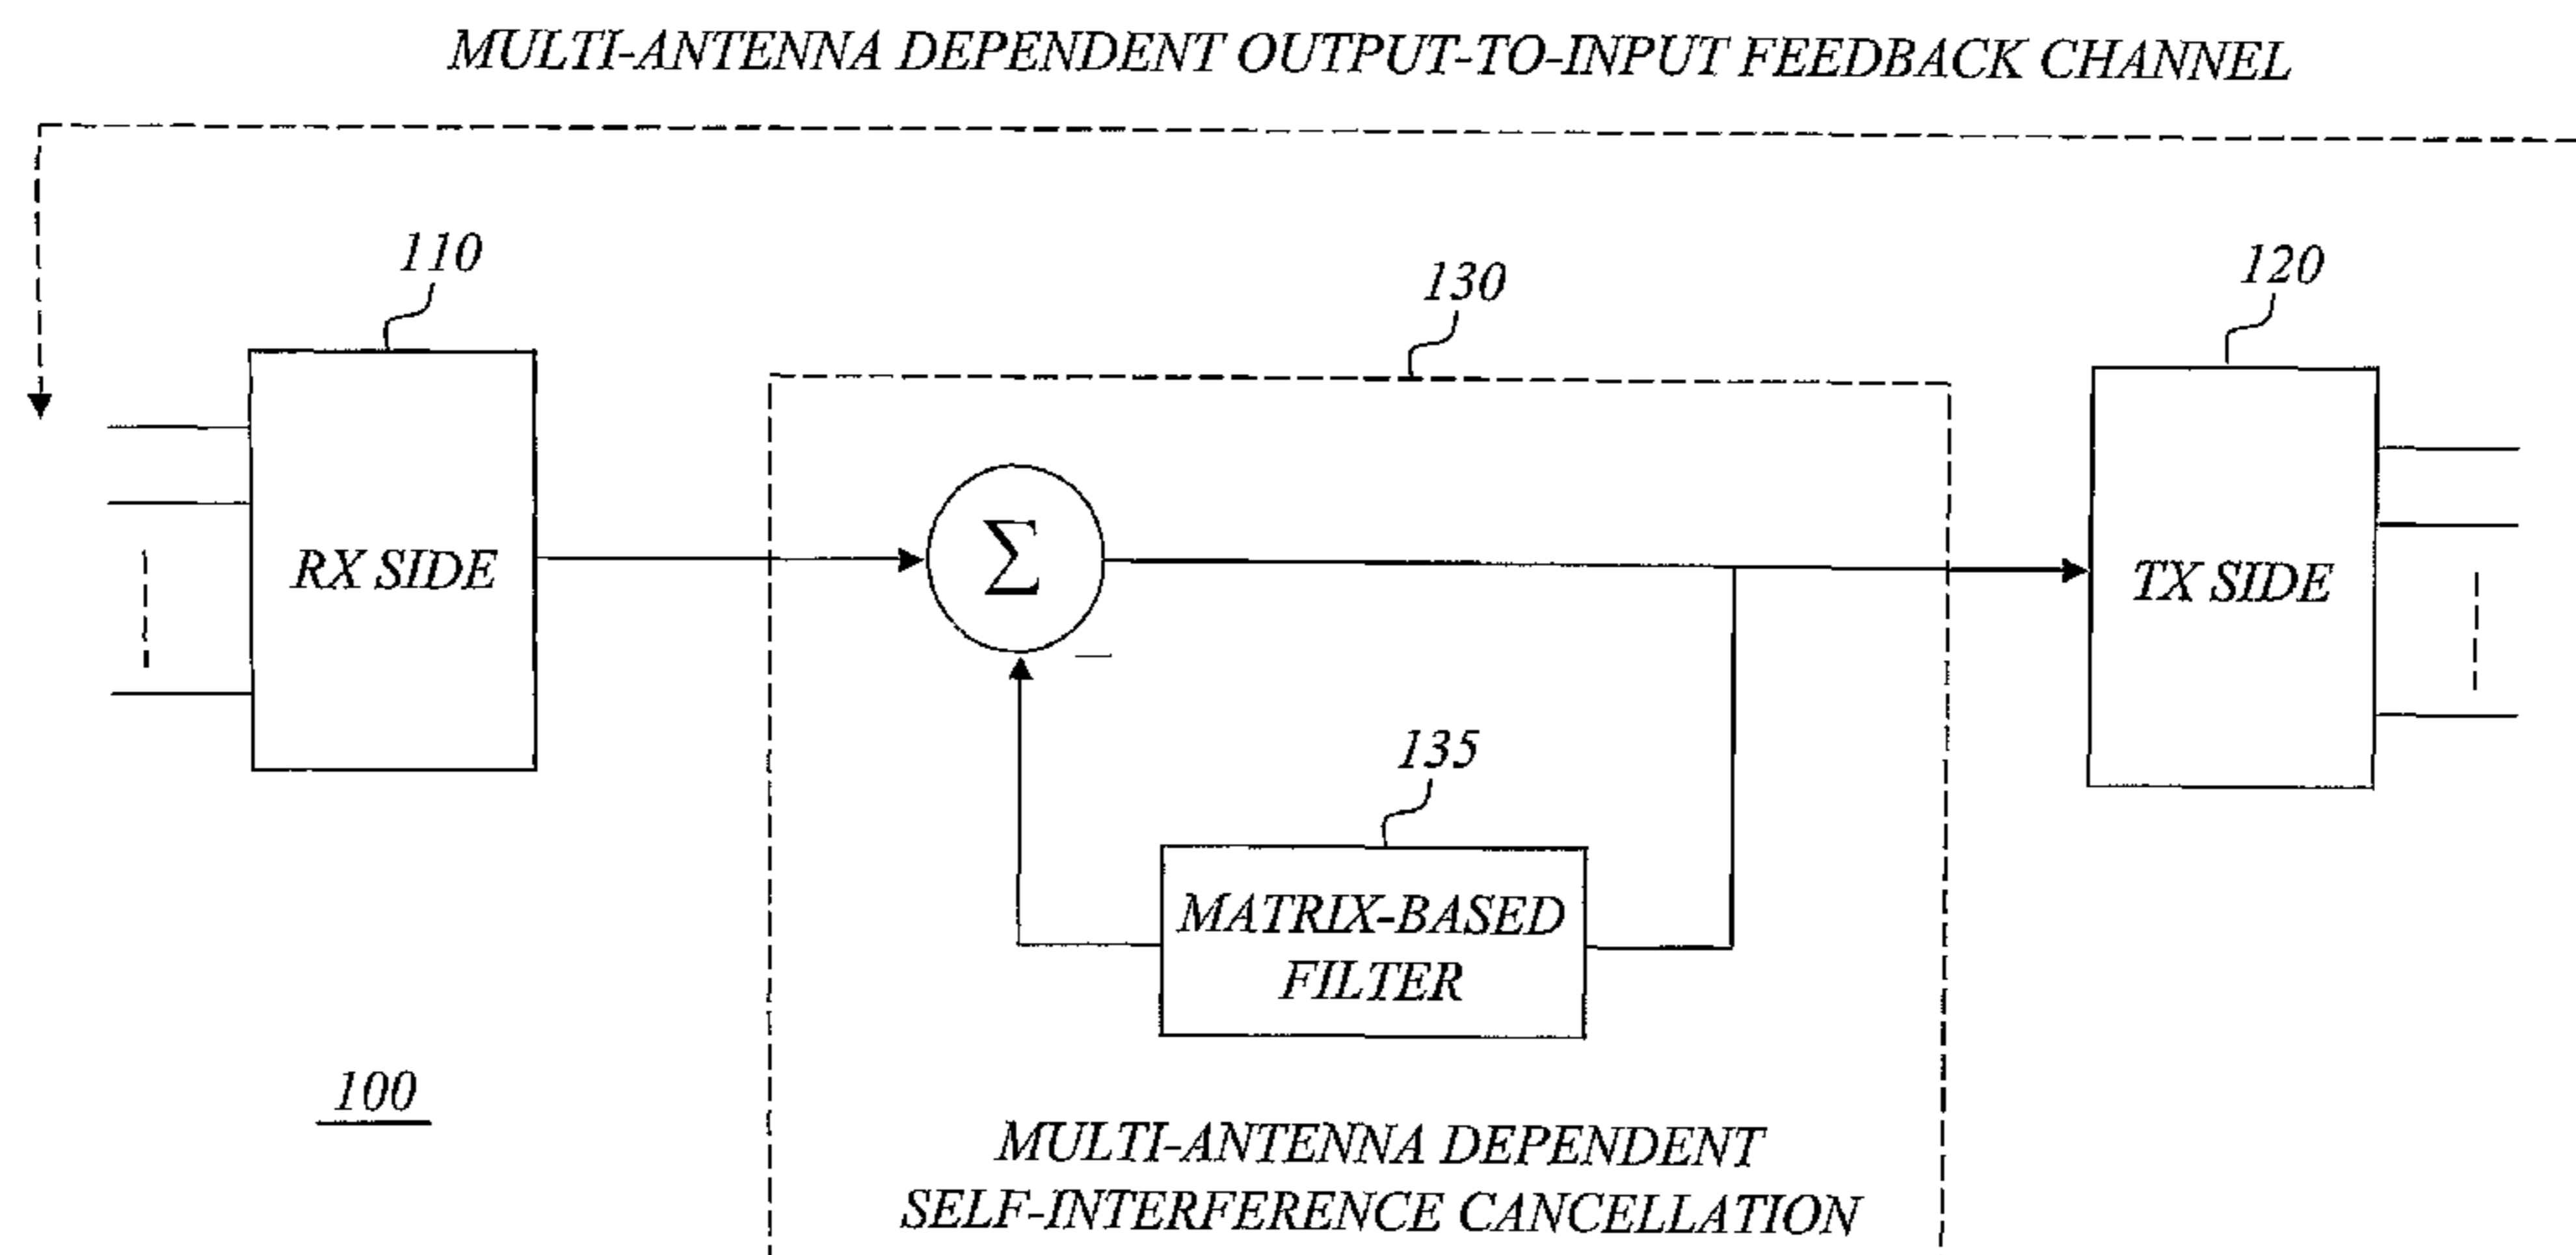 MULTI-ANTENNA DEPENDENT OUTPUT-TO-INPUT FEEDBACK CHANNEL
110
130
120
RX SIDE
Σ
TX SIDE
–
135
MATRIX-BASED
FILTER
100
MULTI-ANTENNA DEPENDENT
SELF-INTERFERENCE CANCELLATION